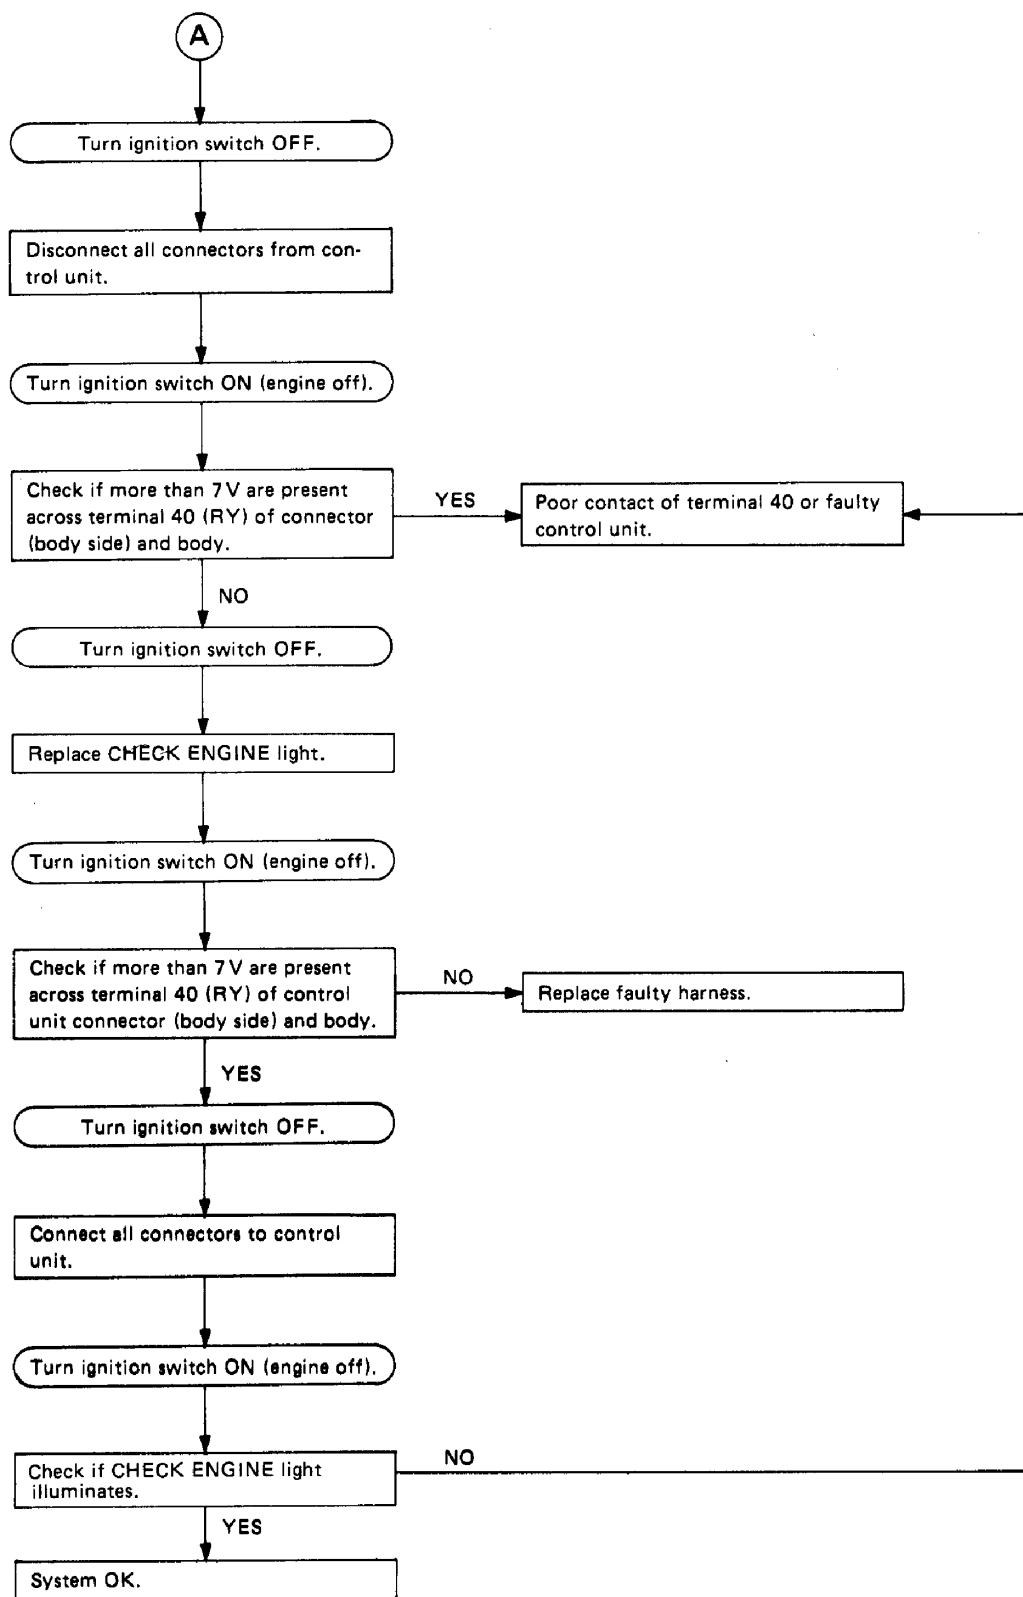 A
Turn ignition switch OFF.
Disconnect all connectors from con-
trol unit.
Turn ignition switch ON (engine off).
Check if more than 7V are present
across terminal 40 (RY) of connector
(body side) and body.
YES
Poor contact of terminal 40 or faulty
control unit.
NO
Turn ignition switch OFF.
Replace CHECK ENGINE light.
Turn ignition switch ON (engine off).
Check if more than 7V are present
across terminal 40 (RY) of control
unit connector (body side) and body.
NO
Replace faulty harness.
YES
Turn ignition switch OFF.
Connect all connectors to control
unit.
Turn ignition switch ON (engine off).
Check if CHECK ENGINE light
illuminates.
NO
YES
System OK.